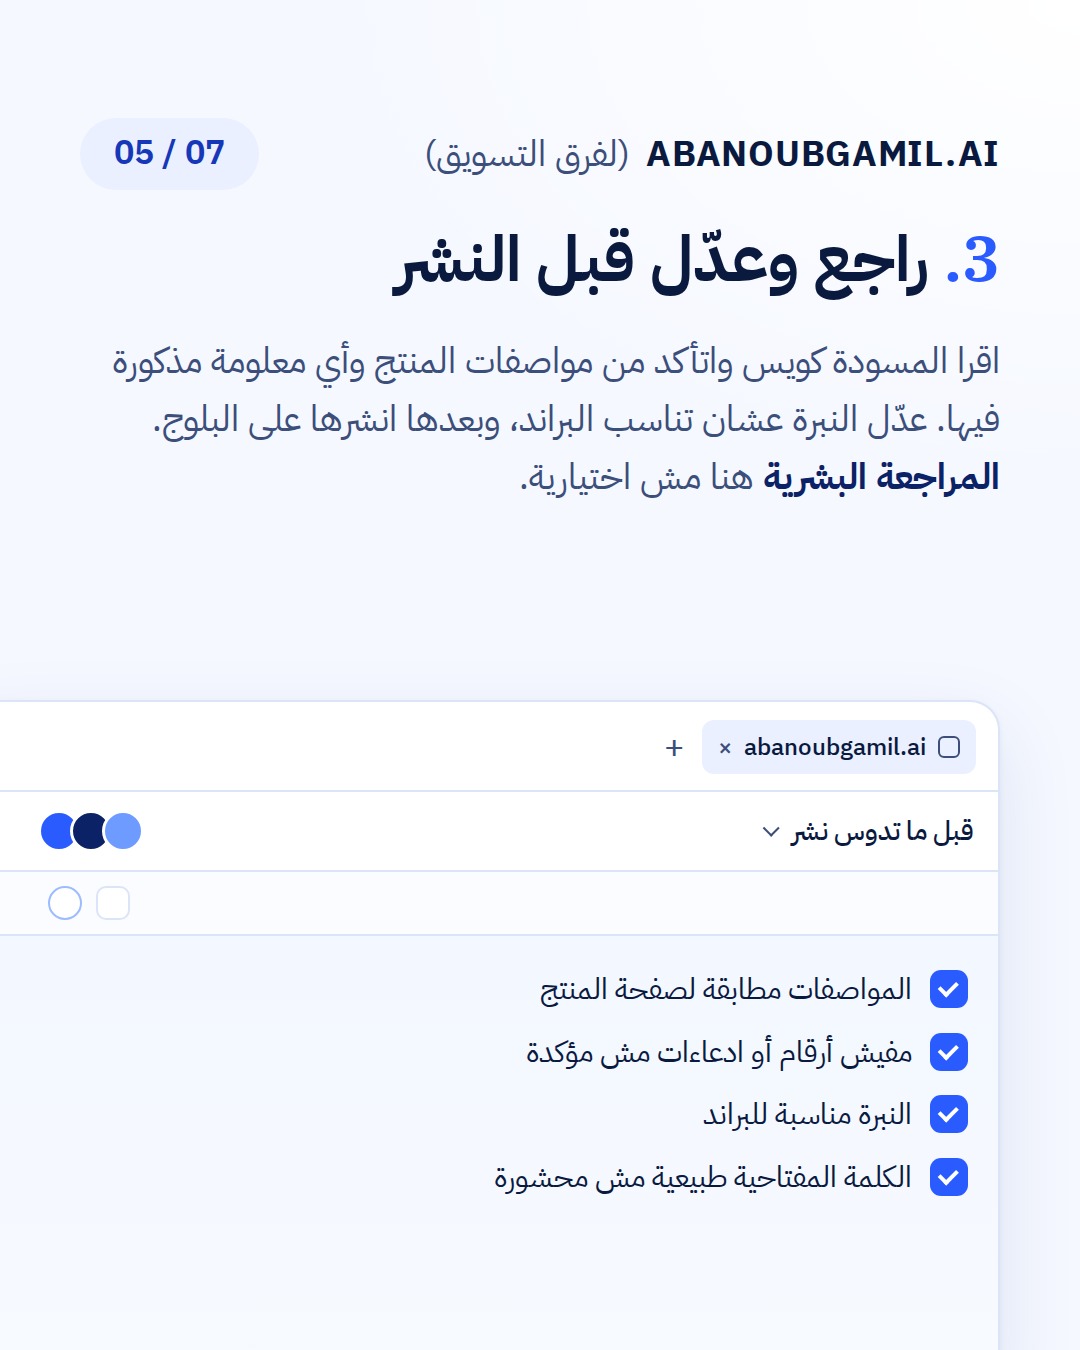 ABANOUBGAMIL.AI (لفرق التسويق)
05 / 07
3. راجع وعدّل قبل النشر
اقرا المسودة كويس واتأكد من مواصفات المنتج وأي معلومة مذكورة
فيها. عدّل النبرة عشان تناسب البراند، وبعدها انشرها على البلوج.
المراجعة البشرية هنا مش اختيارية.
abanoubgamil.ai × +
قبل ما تدوس نشر
المواصفات مطابقة لصفحة المنتج
مفيش أرقام أو ادعاءات مش مؤكدة
النبرة مناسبة للبراند
الكلمة المفتاحية طبيعية مش محشورة